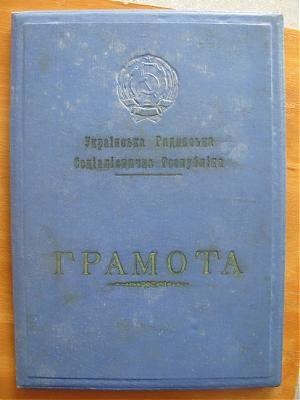 Українська Радянська
Соціалістична Республіка
ГРАМОТА